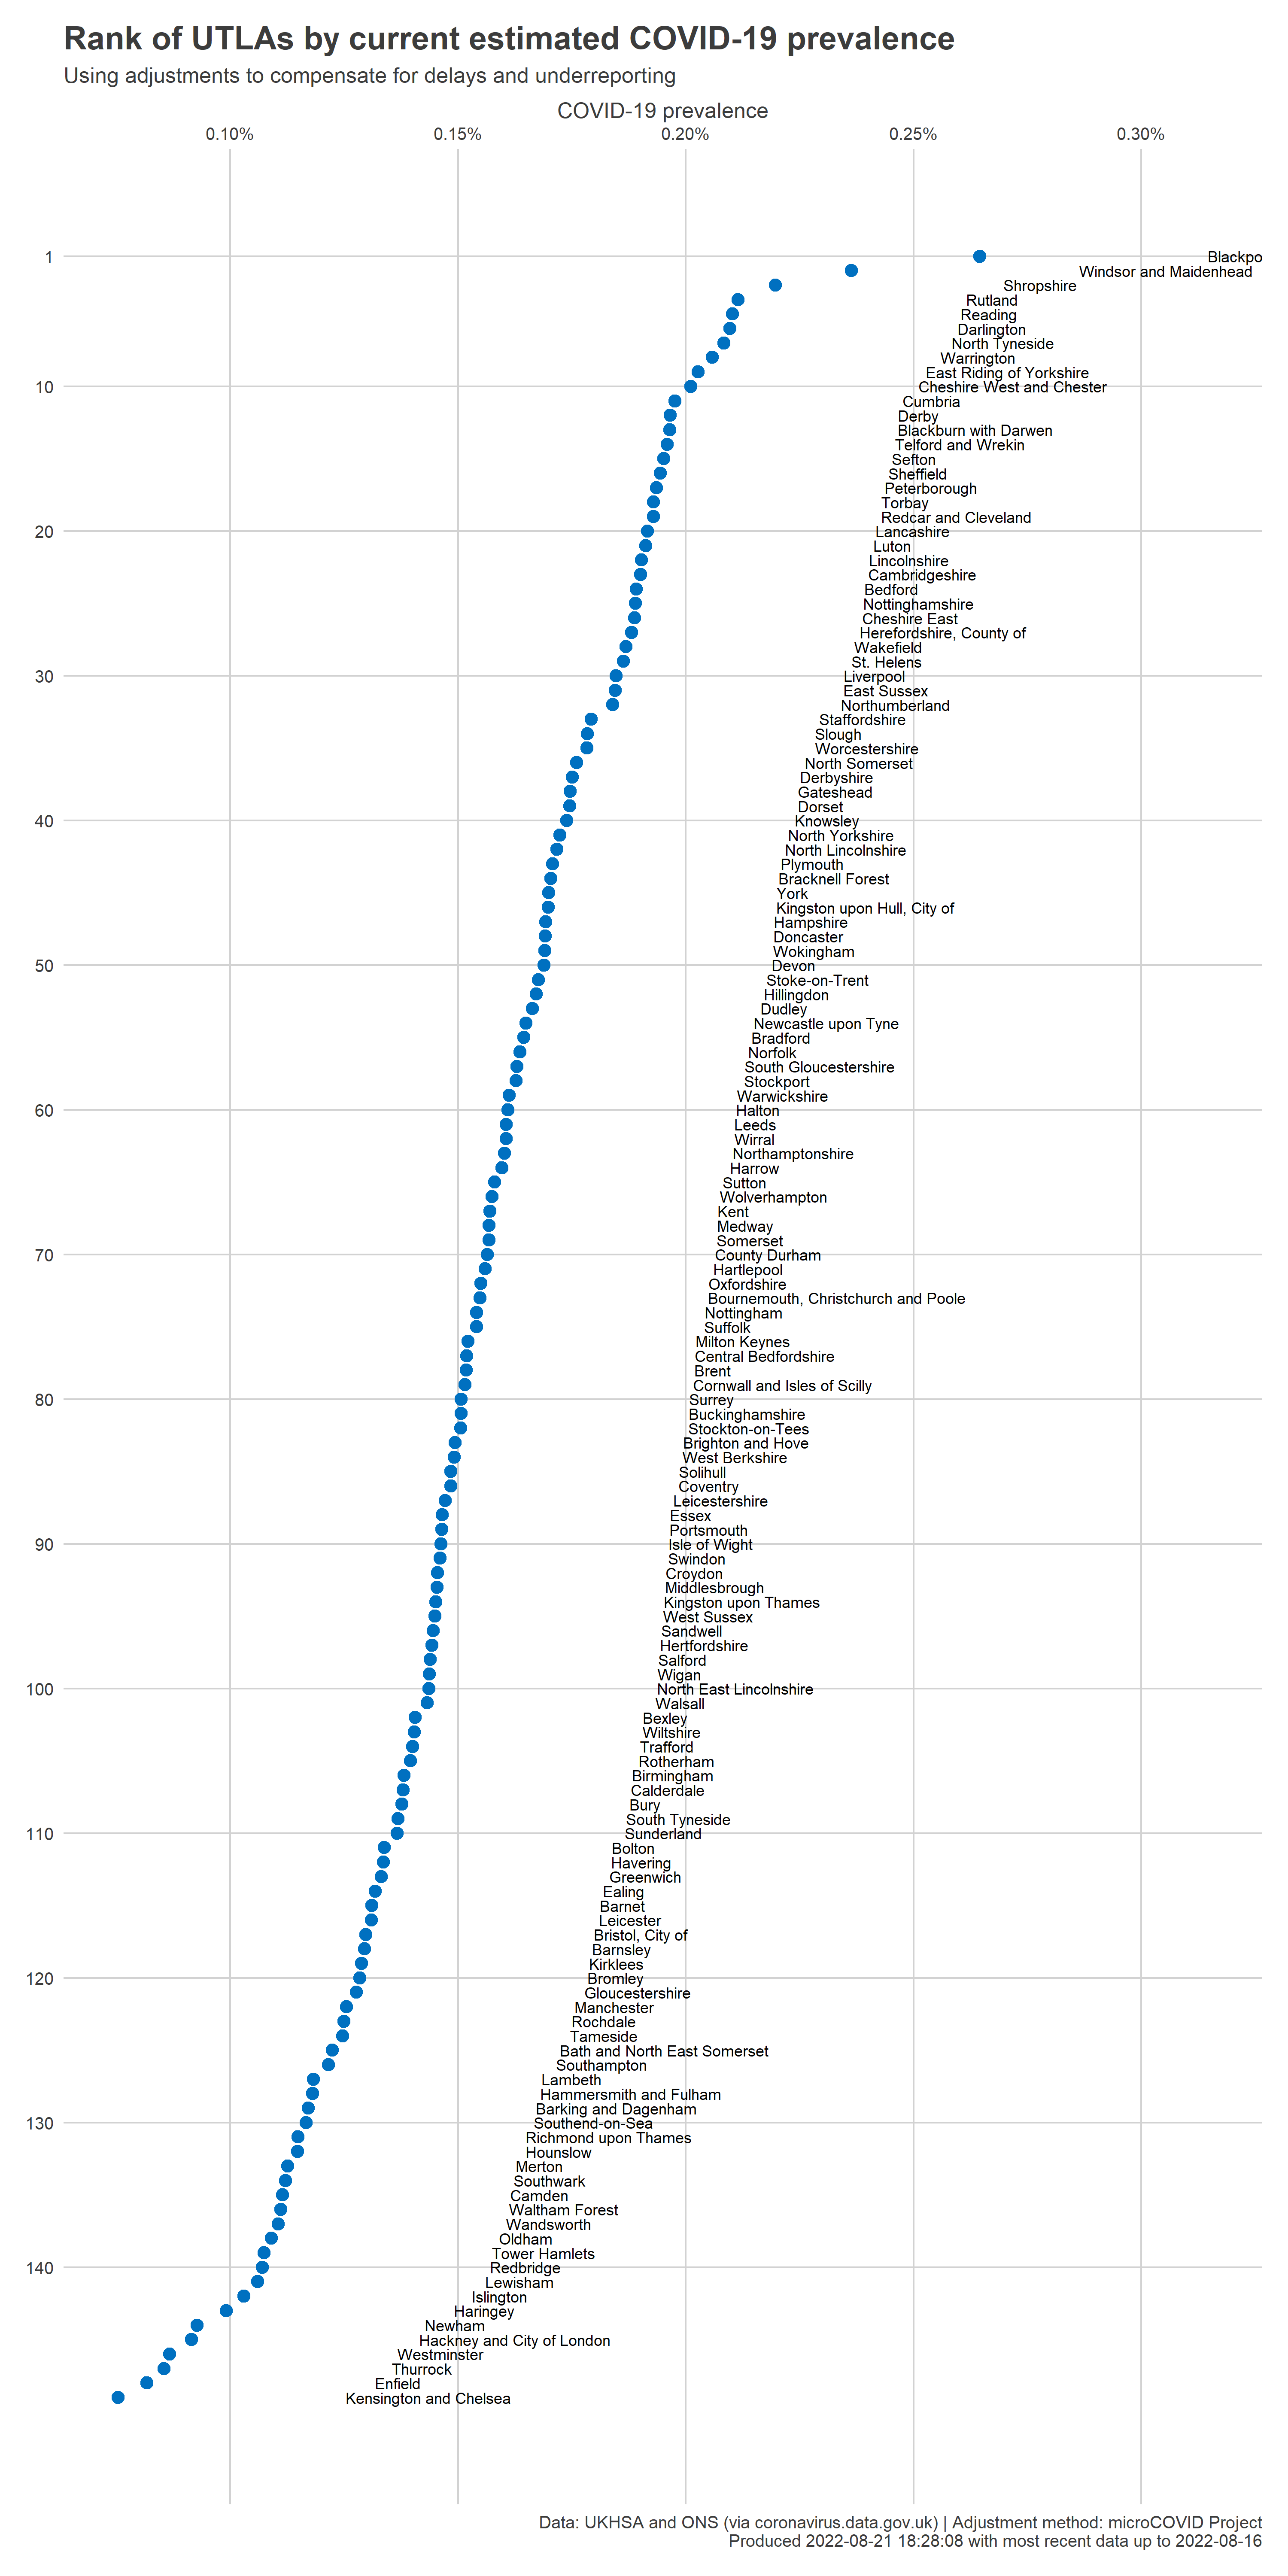 Rank of UTLAs by current estimated COVID-19 prevalence
Using adjustments to compensate for delays and underreporting
COVID-19 prevalence
0.10% 0.15% 0.20% 0.25% 0.30%
1 Blackpo
Windsor and Maidenhead
Shropshire
Rutland
Reading
Darlington
North Tyneside
Warrington
East Riding of Yorkshire
10 Cheshire West and Chester
Cumbria
Derby
Blackburn with Darwen
Telford and Wrekin
Sefton
Sheffield
Peterborough
Torbay
Redcar and Cleveland
20 Lancashire
Luton
Lincolnshire
Cambridgeshire
Bedford
Nottinghamshire
Cheshire East
Herefordshire, County of
Wakefield
St. Helens
30 Liverpool
East Sussex
Northumberland
Staffordshire
Slough
Worcestershire
North Somerset
Derbyshire
Gateshead
Dorset
40 Knowsley
North Yorkshire
North Lincolnshire
Plymouth
Bracknell Forest
York
Kingston upon Hull, City of
Hampshire
Doncaster
Wokingham
50 Devon
Stoke-on-Trent
Hillingdon
Dudley
Newcastle upon Tyne
Bradford
Norfolk
South Gloucestershire
Stockport
Warwickshire
60 Halton
Leeds
Wirral
Northamptonshire
Harrow
Sutton
Wolverhampton
Kent
Medway
Somerset
70 County Durham
Hartlepool
Oxfordshire
Bournemouth, Christchurch and Poole
Nottingham
Suffolk
Milton Keynes
Central Bedfordshire
Brent
Cornwall and Isles of Scilly
80 Surrey
Buckinghamshire
Stockton-on-Tees
Brighton and Hove
West Berkshire
Solihull
Coventry
Leicestershire
Essex
Portsmouth
90 Isle of Wight
Swindon
Croydon
Middlesbrough
Kingston upon Thames
West Sussex
Sandwell
Hertfordshire
Salford
Wigan
100 North East Lincolnshire
Walsall
Bexley
Wiltshire
Trafford
Rotherham
Birmingham
Calderdale
Bury
South Tyneside
110 Sunderland
Bolton
Havering
Greenwich
Ealing
Barnet
Leicester
Bristol, City of
Barnsley
Kirklees
120 Bromley
Gloucestershire
Manchester
Rochdale
Tameside
Bath and North East Somerset
Southampton
Lambeth
Hammersmith and Fulham
Barking and Dagenham
130 Southend-on-Sea
Richmond upon Thames
Hounslow
Merton
Southwark
Camden
Waltham Forest
Wandsworth
Oldham
Tower Hamlets
140 Redbridge
Lewisham
Islington
Haringey
Newham
Hackney and City of London
Westminster
Thurrock
Enfield
Kensington and Chelsea
Data: UKHSA and ONS (via coronavirus.data.gov.uk) | Adjustment method: microCOVID Project
Produced 2022-08-21 18:28:08 with most recent data up to 2022-08-16